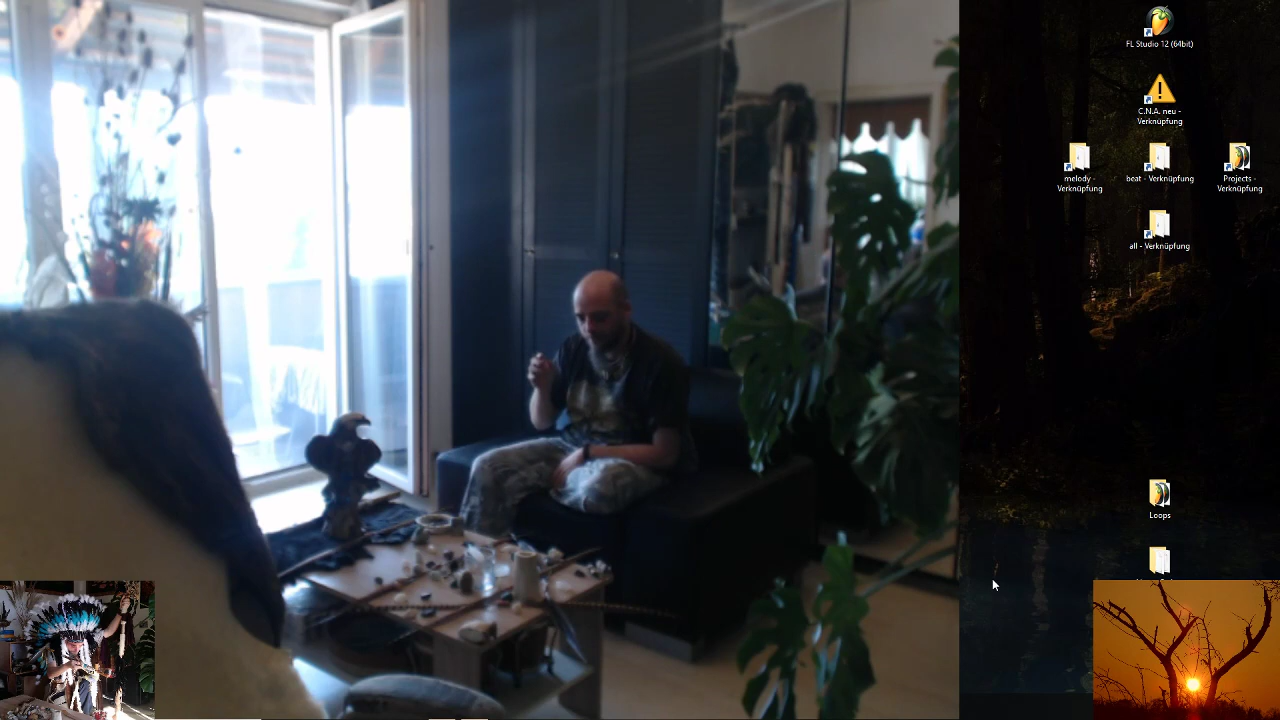 FL Studio 12 (64bit)
C.N.A. neu -
Verknüpfung
melody -
Verknüpfung
beat - Verknüpfung
Projects -
Verknüpfung
all - Verknüpfung
Loops